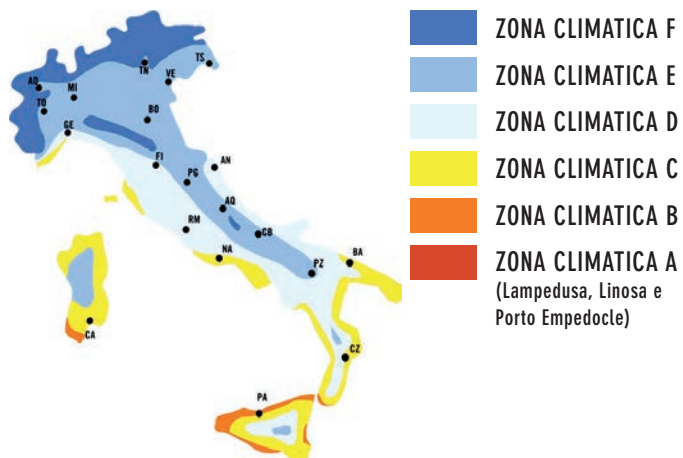 ZONA CLIMATICA F
ZONA CLIMATICA E
ZONA CLIMATICA D
ZONA CLIMATICA C
ZONA CLIMATICA B
ZONA CLIMATICA A
(Lampedusa, Linosa e
Porto Empedocle)
TN
TS
VE
AO
MI
TO
BO
GE
FI
AN
PG
AQ
RM
CB
NA
BA
PZ
CA
CZ
PA